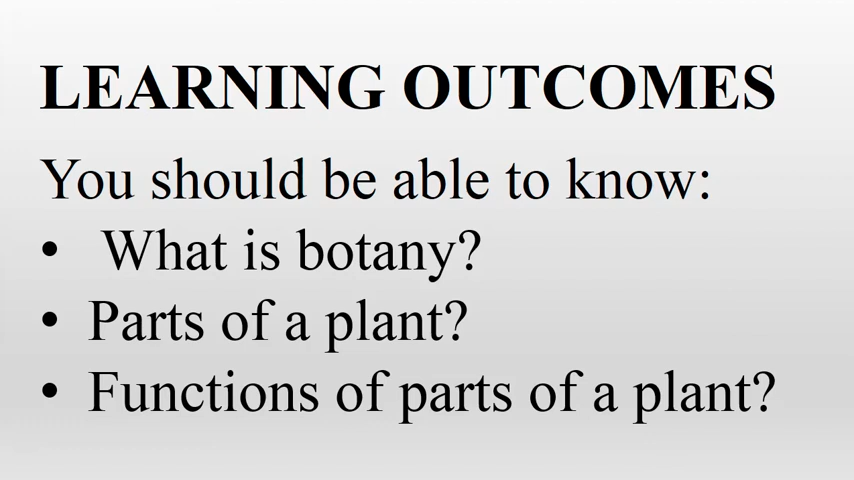 LEARNING OUTCOMES
You should be able to know:
• What is botany?
• Parts of a plant?
• Functions of parts of a plant?